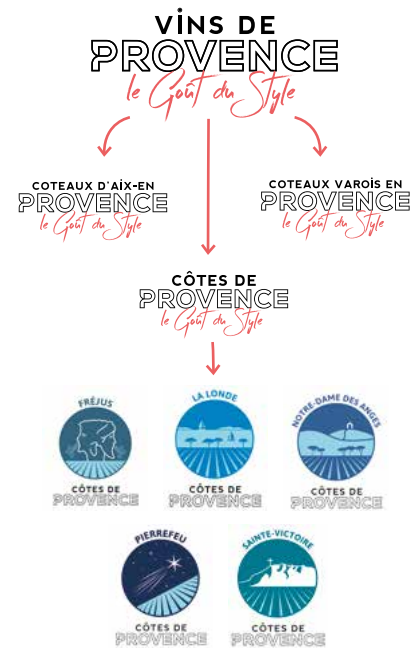 VINS DE
PROVENCE
le Goût du Style
COTEAUX D'AIX-EN
PROVENCE
le Goût du Style
COTEAUX VAROIS EN
PROVENCE
le Goût du Style
CÔTES DE
PROVENCE
le Goût du Style
FRÉJUS
CÔTES DE
PROVENCE
LA LONDE
CÔTES DE
PROVENCE
NOTRE-DAME DES ANGES
CÔTES DE
PROVENCE
PIERREFEU
CÔTES DE
PROVENCE
SAINTE-VICTOIRE
CÔTES DE
PROVENCE